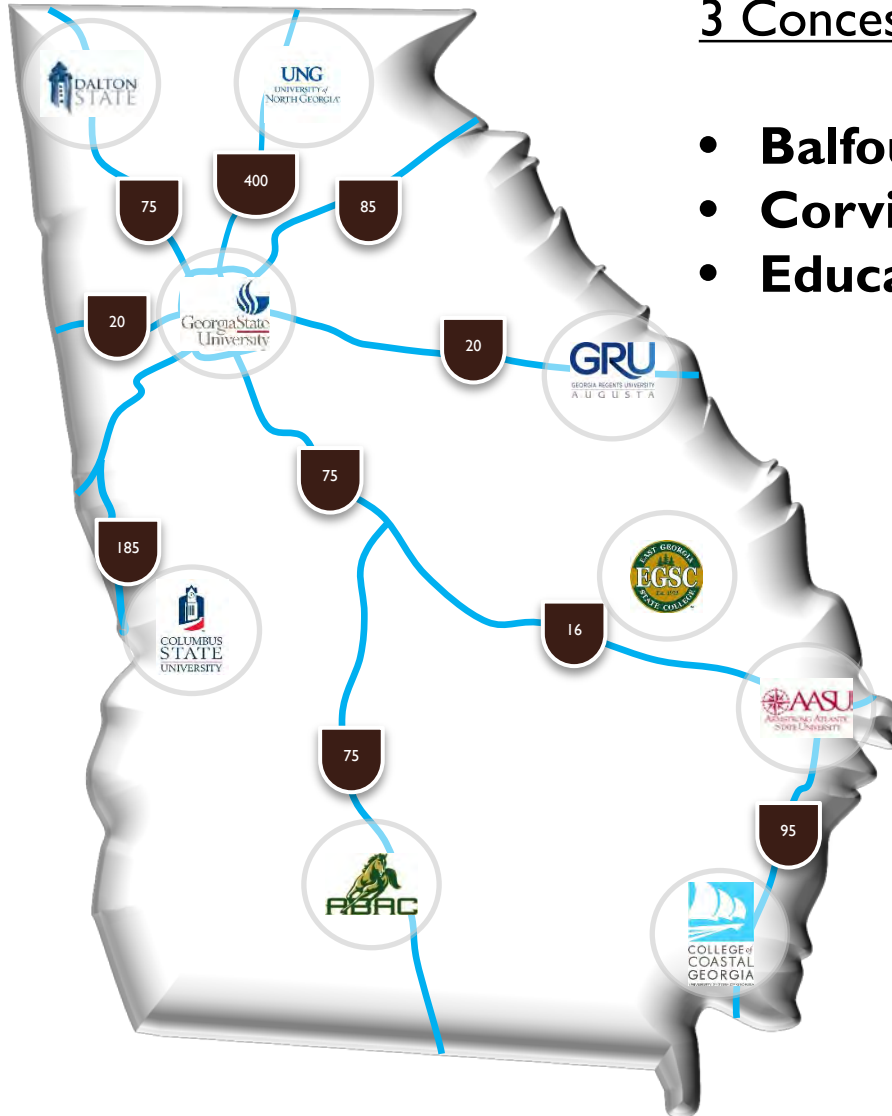 3 Conces
• Balfou
• Corvi
• Educa
DALTON
STATE
UNG
UNIVERSITY of
NORTH GEORGIA
400
75
85
20
GeorgiaState
University
20
GRU
GEORGIA REGENTS UNIVERSITY
AUGUSTA
75
185
EAST GEORGIA
EGSC
STATE COLLEGE
COLUMBUS
STATE
UNIVERSITY
16
AASU
ARMSTRONG ATLANTIC
STATE UNIVERSITY
75
95
ABAC
COLLEGE of
COASTAL
GEORGIA